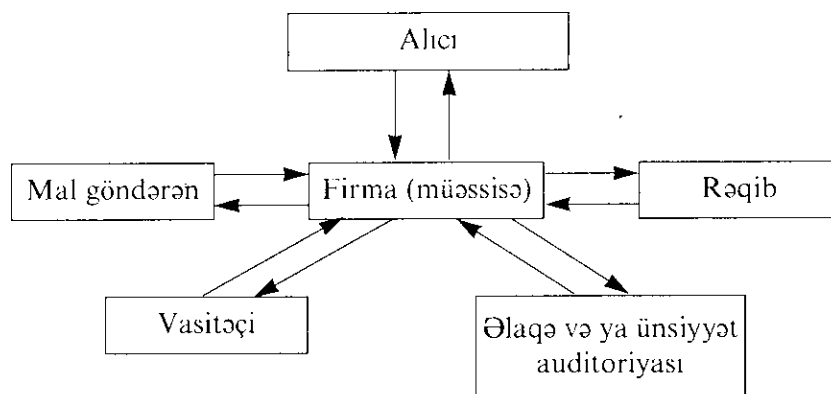 Alıcı
Mal göndərən
Firma (müəssisə)
Rəqib
Vasitəçi
Əlaqə və ya ünsiyyət
auditoriyası